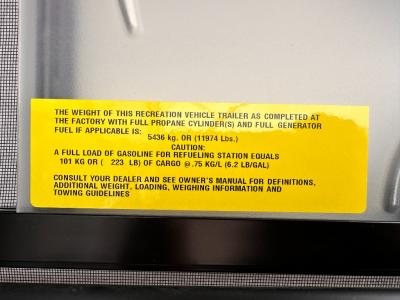 THE WEIGHT OF THIS RECREATION VEHICLE TRAILER AS COMPLETED AT
THE FACTORY WITH FULL PROPANE CYLINDER(S) AND FULL GENERATOR
FUEL IF APPLICABLE IS:
5436 kg. OR (11974 Lbs.)
CAUTION:
A FULL LOAD OF GASOLINE FOR REFUELING STATION EQUALS
101 KG OR ( 223 LB) OF CARGO @ .75 KG/L (6.2 LB/GAL)
CONSULT YOUR DEALER AND SEE OWNER'S MANUAL FOR DEFINITIONS,
ADDITIONAL WEIGHT, LOADING, WEIGHING INFORMATION AND
TOWING GUIDELINES